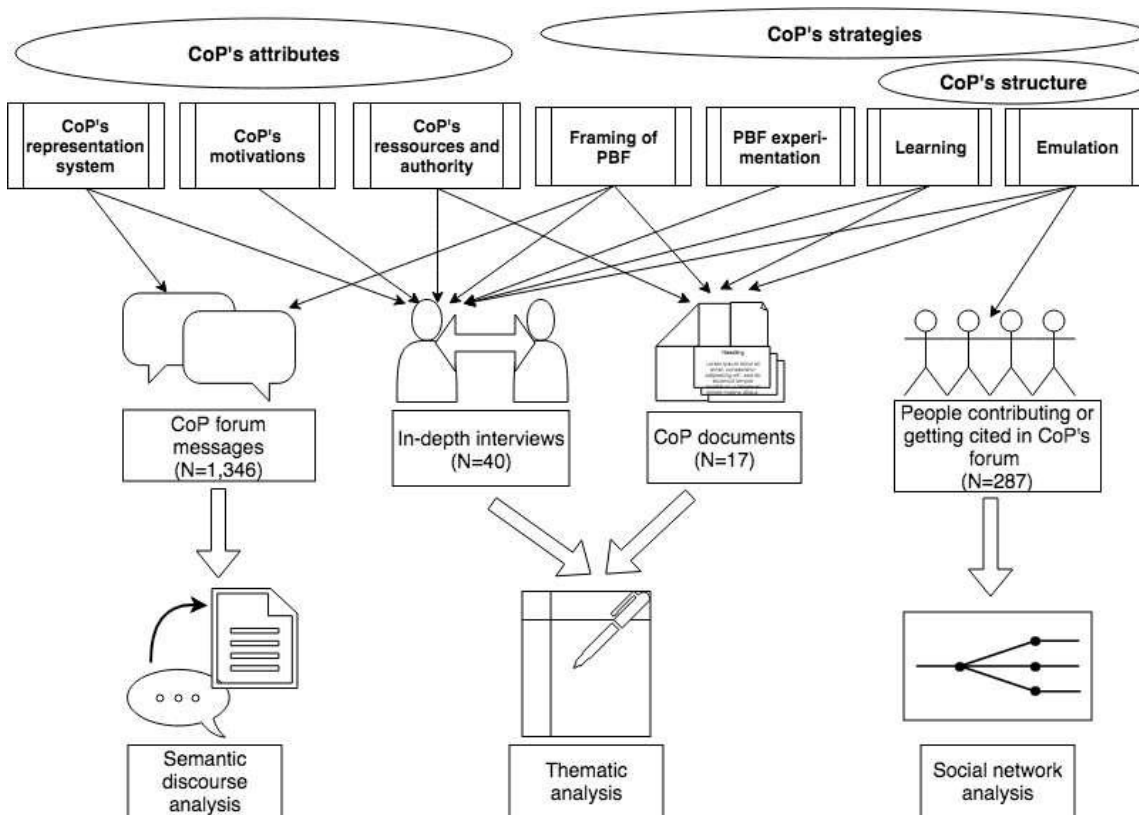 CoP's attributes
CoP's strategies
CoP's structure
CoP's
representation
system
CoP's
motivations
CoP's
ressources and
authority
Framing of
PBF
PBF experi-
mentation
Learning
Emulation
Heading
CoP forum
messages
(N=1,346)
In-depth interviews
(N=40)
CoP documents
(N=17)
People contributing or
getting cited in CoP's
forum
(N=287)
Semantic
discourse
analysis
Thematic
analysis
Social network
analysis